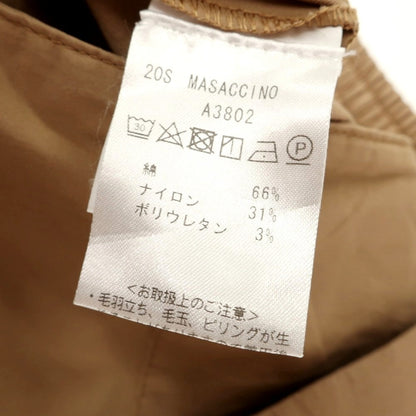 20S MASACCINO
A3802
30 P
綿 66%
ナイロン 31%
ポリウレタン 3%
<お取扱上のご注意>
・毛羽立ち、毛玉、ピリングが生